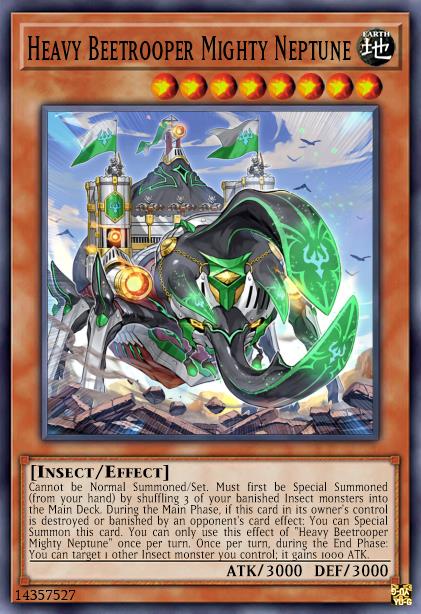 HEAVY BEETROOPER MIGHTY NEPTUNE
EARTH
地
[INSECT/EFFECT]
Cannot be Normal Summoned/Set. Must first be Special Summoned
(from your hand) by shuffling 3 of your banished Insect monsters into
the Main Deck. During the Main Phase, if this card in its owner's control
is destroyed or banished by an opponent's card effect: You can Special
Summon this card. You can only use this effect of "Heavy Beetrooper
Mighty Neptune" once per turn. Once per turn, during the End Phase:
You can target 1 other Insect monster you control; it gains 1000 ATK.
ATK/3000 DEF/3000
14357527